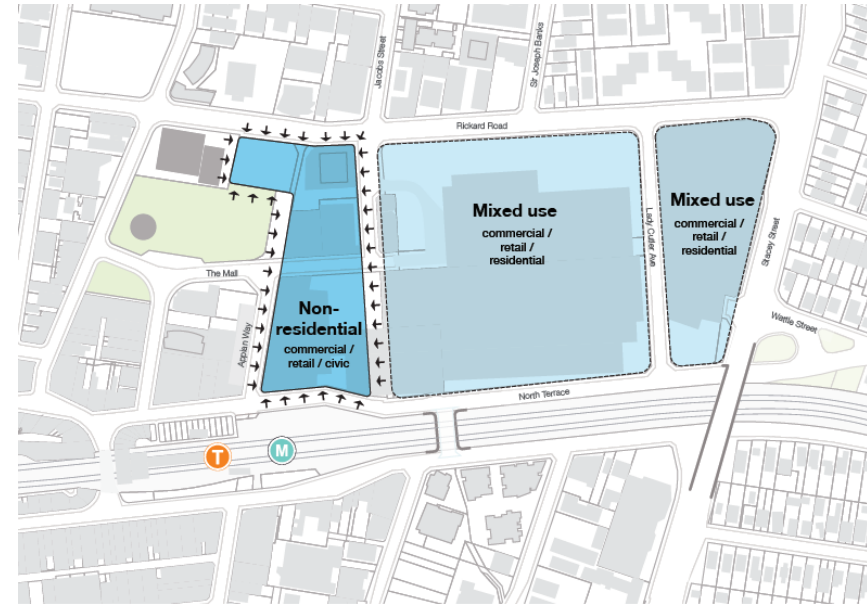 Jacobs Street
Sir Joseph Banks
Rickard Road
Mixed use
commercial /
retail /
residential
Mixed use
commercial /
retail /
residential
Lady Cutler Ave
Stacey Street
The Mall
Non-
residential
commercial /
retail / civic
Appian Way
Wattle Street
North Terrace
T
M